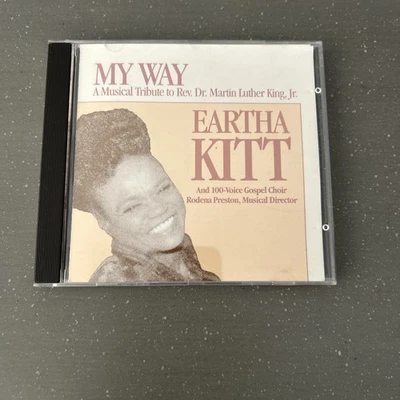 MY WAY
A Musical Tribute to Rev. Dr. Martin Luther King, Jr.
EARTHA
KITT
And 100-Voice Gospel Choir
Rodena Preston, Musical Director